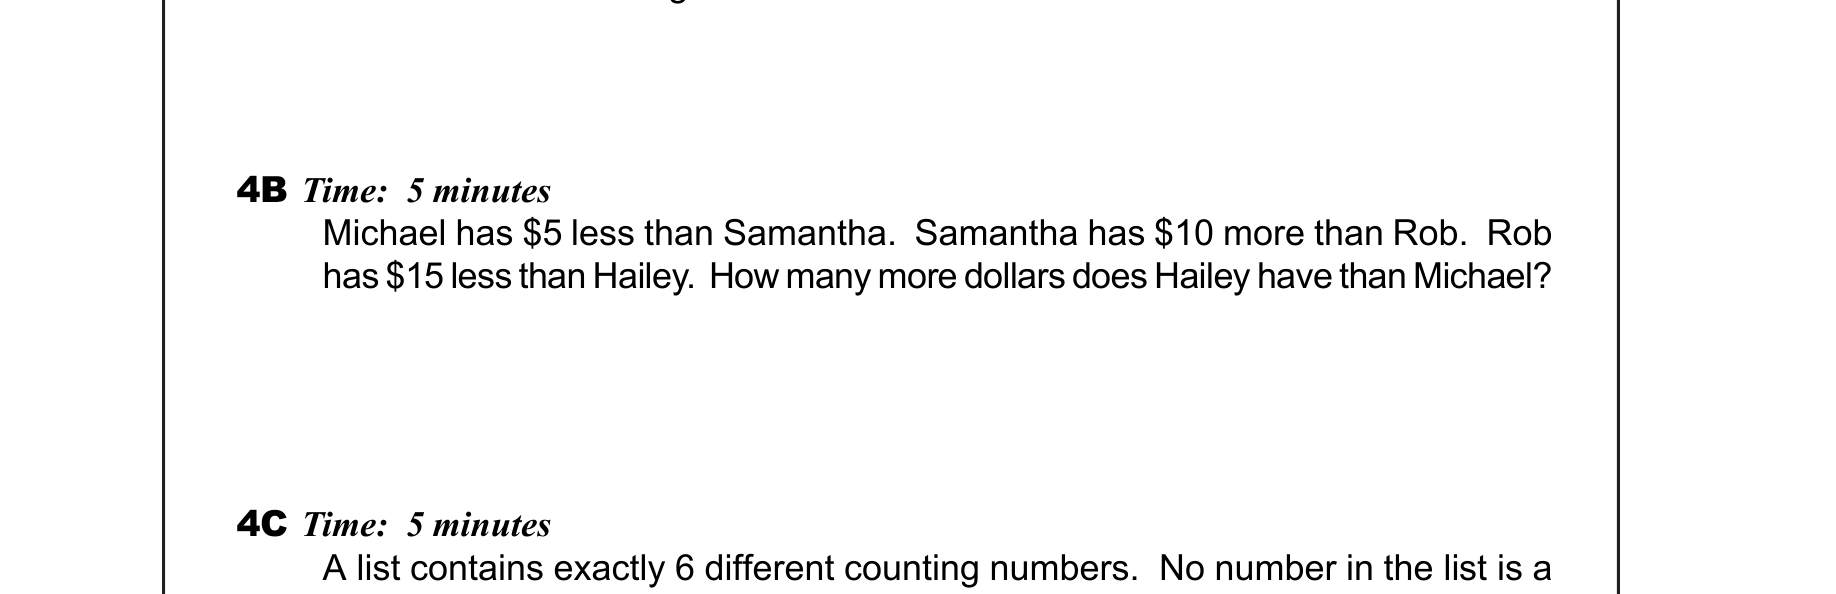 4B Time: 5 minutes
Michael has $5 less than Samantha. Samantha has $10 more than Rob. Rob
has $15 less than Hailey. How many more dollars does Hailey have than Michael?
4C Time: 5 minutes
A list contains exactly 6 different counting numbers. No number in the list is a